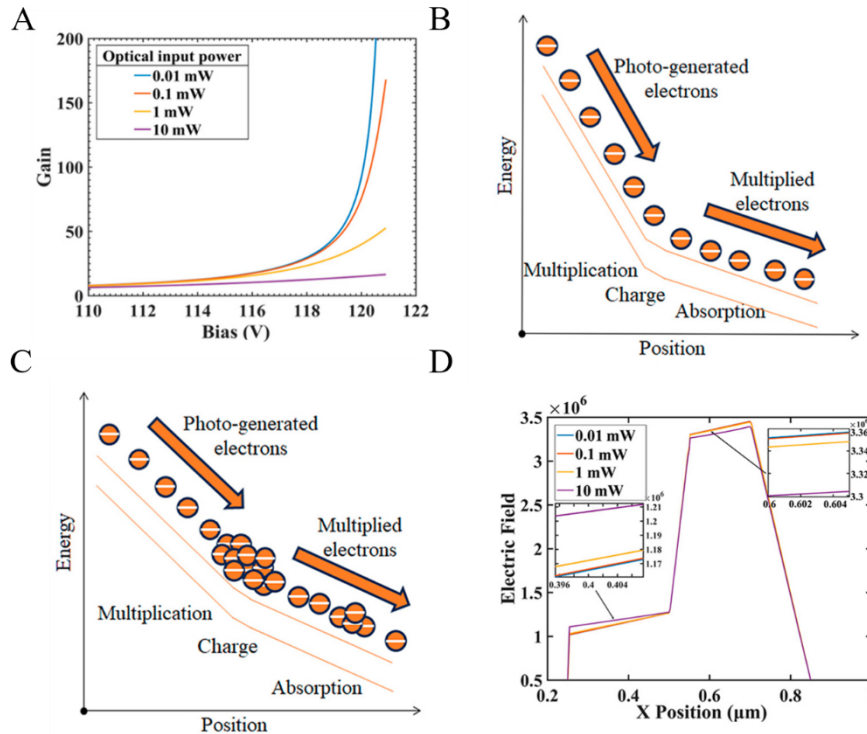 A
200
150
100
50
0
Gain
Optical input power
0.01 mW
0.1 mW
1 mW
10 mW
110 112 114 116 118 120 122
Bias (V)
B
Energy
Photo-generated
electrons
Multiplied
electrons
Multiplication
Charge
Absorption
Position
C
Energy
Photo-generated
electrons
Multiplied
electrons
Multiplication
Charge
Absorption
Position
D
×10⁶
3.5
3
2.5
2
1.5
1
0.5
Electric Field
0.01 mW
0.1 mW
1 mW
10 mW
×10⁶
1.21
1.2
1.19
1.18
1.17
0.396 0.4 0.404
3.36
3.34
3.32
3.3
0.6 0.602 0.604
0.2 0.4 0.6 0.8
X Position (μm)